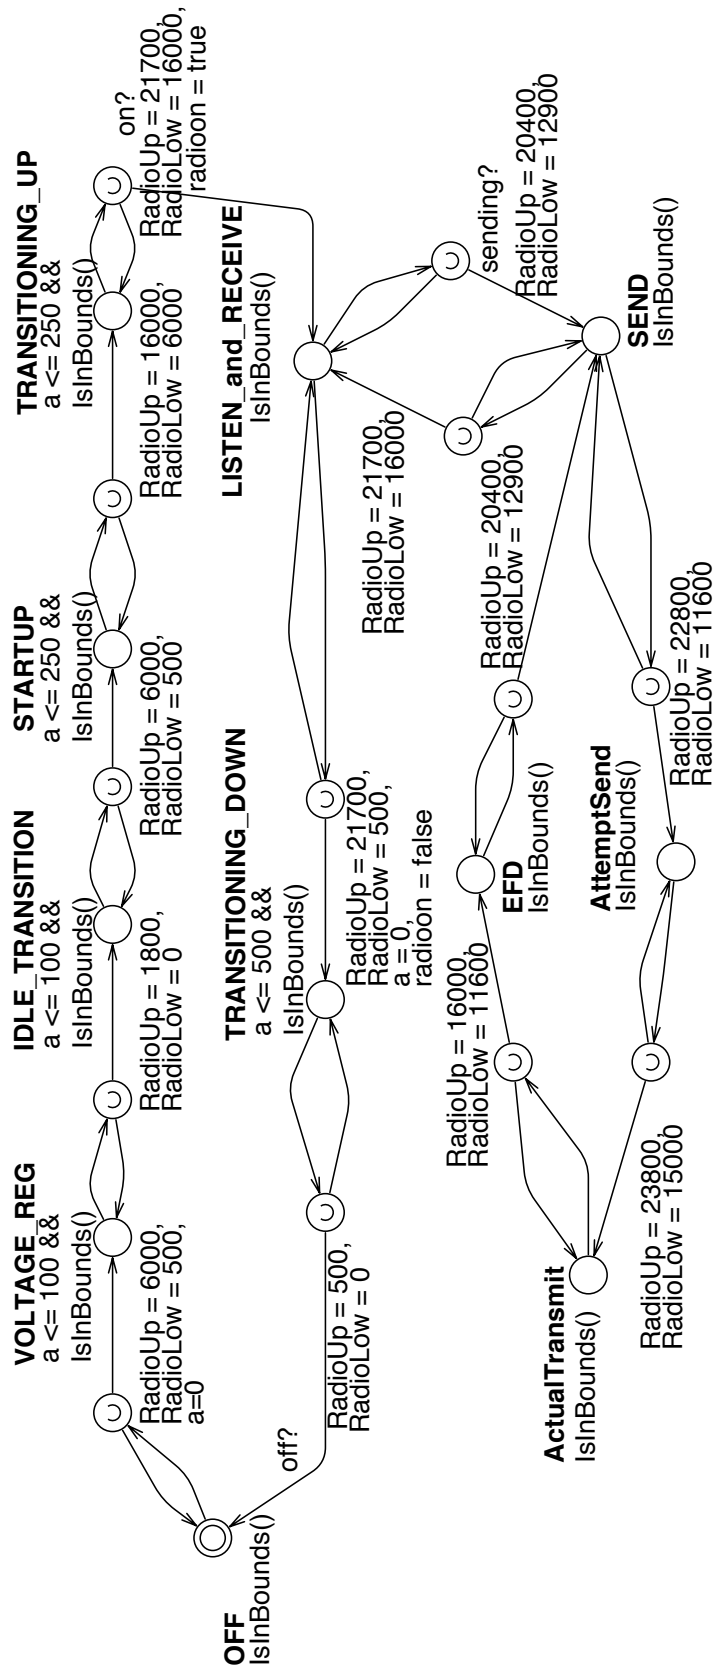 VOLTAGE_REG
a <= 100 &&
IsInBounds()
IDLE_TRANSITION
a <= 100 &&
IsInBounds()
STARTUP
a <= 250 &&
IsInBounds()
TRANSITIONING_UP
a <= 250 &&
IsInBounds()
on?
RadioUp = 21700,
RadioLow = 16000,
radioon = true
RadioUp = 6000,
RadioLow = 500,
a=0
RadioUp = 1800,
RadioLow = 0
RadioUp = 6000,
RadioLow = 500
RadioUp = 16000,
RadioLow = 6000
OFF
IsInBounds()
off?
RadioUp = 500,
RadioLow = 0
TRANSITIONING_DOWN
a <= 500 &&
IsInBounds()
RadioUp = 21700,
RadioLow = 500,
a = 0,
radioon = false
LISTEN_and_RECEIVE
IsInBounds()
RadioUp = 21700,
RadioLow = 16000
sending?
RadioUp = 20400,
RadioLow = 12900
RadioUp = 16000,
RadioLow = 11600
EFD
IsInBounds()
RadioUp = 20400,
RadioLow = 12900
SEND
IsInBounds()
ActualTransmit
IsInBounds()
AttemptSend
IsInBounds()
RadioUp = 23800,
RadioLow = 15000
RadioUp = 22800,
RadioLow = 11600